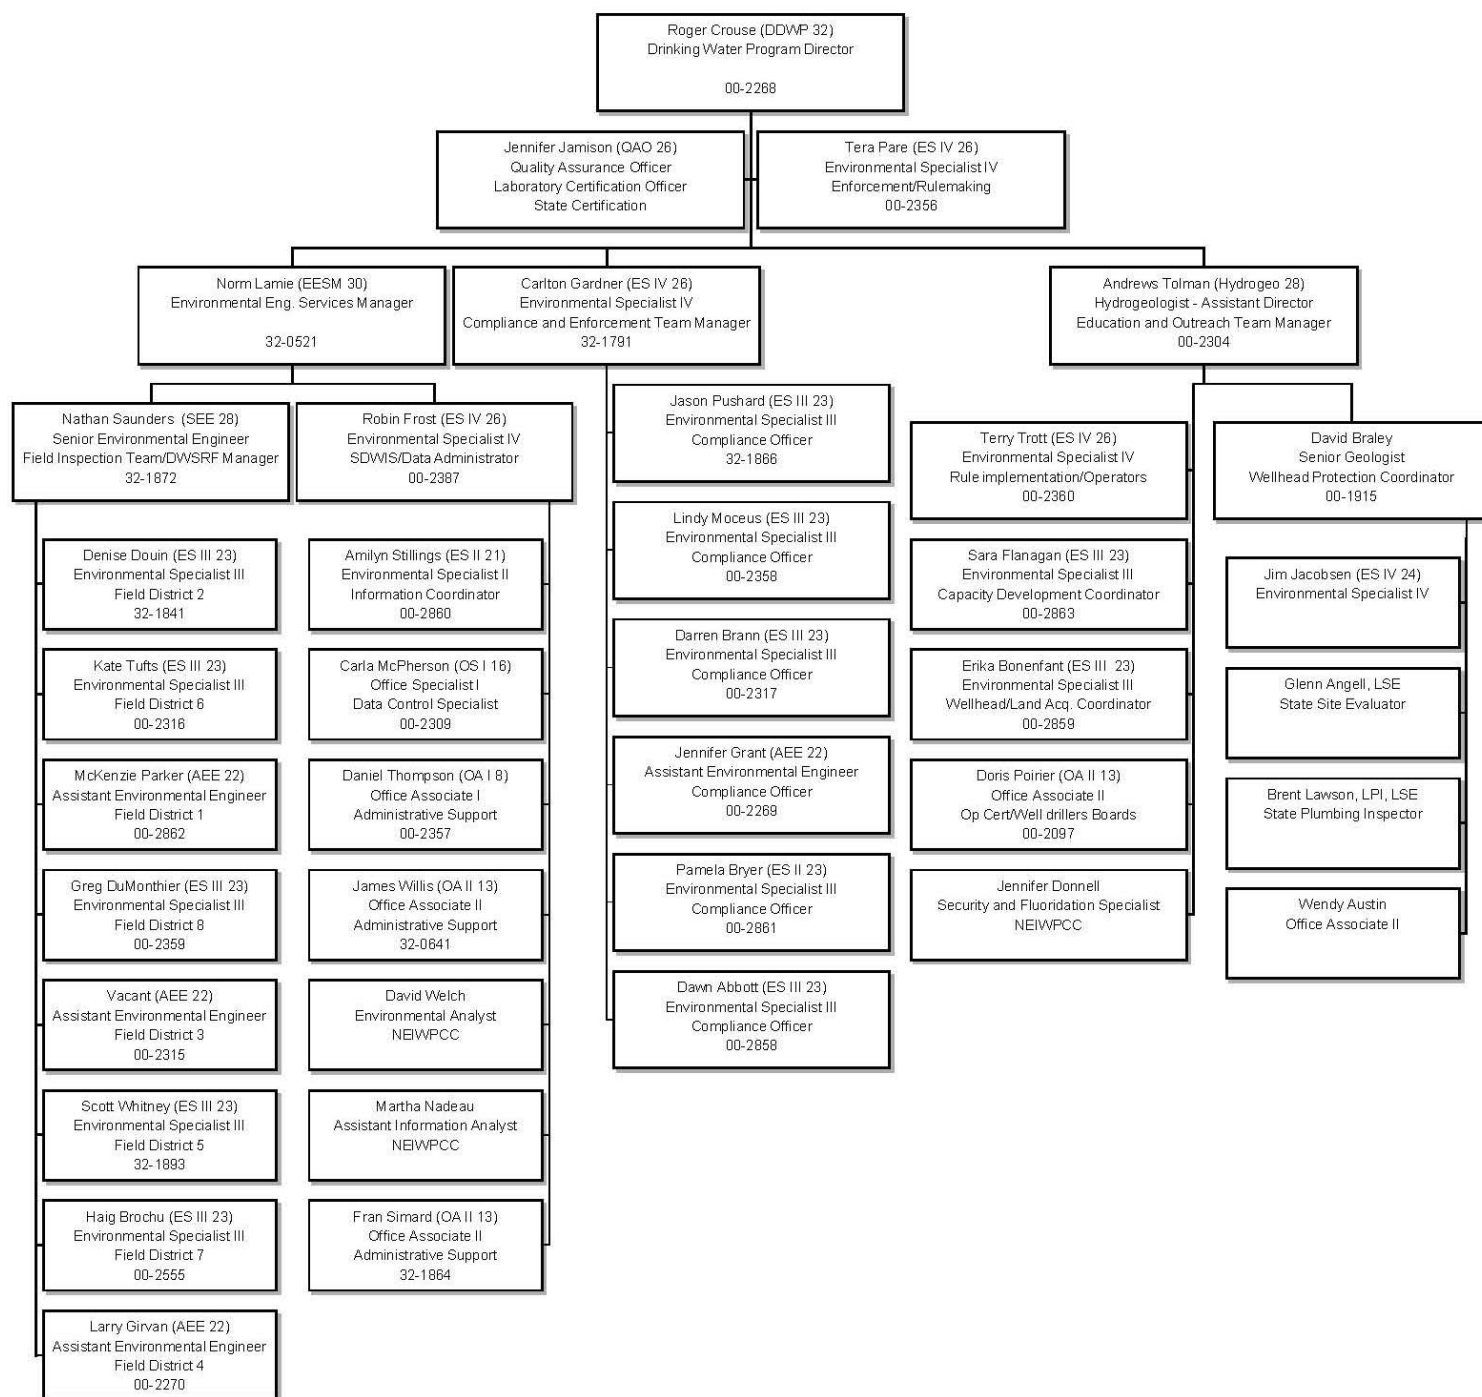 Roger Crouse (DDWP 32)
Drinking Water Program Director
00-2268
Jennifer Jamison (QAO 26)
Quality Assurance Officer
Laboratory Certification Officer
State Certification
Tera Pare (ES IV 26)
Environmental Specialist IV
Enforcement/Rulemaking
00-2356
Norm Lamie (EESM 30)
Environmental Eng. Services Manager
32-0521
Carlton Gardner (ES IV 26)
Environmental Specialist IV
Compliance and Enforcement Team Manager
32-1791
Andrews Tolman (Hydrogeo 28)
Hydrogeologist - Assistant Director
Education and Outreach Team Manager
00-2304
Nathan Saunders (SEE 28)
Senior Environmental Engineer
Field Inspection Team/DWSRF Manager
32-1872
Robin Frost (ES IV 26)
Environmental Specialist IV
SDWIS/Data Administrator
00-2387
Denise Douin (ES III 23)
Environmental Specialist III
Field District 2
32-1841
Kate Tufts (ES III 23)
Environmental Specialist III
Field District 6
00-2316
McKenzie Parker (AEE 22)
Assistant Environmental Engineer
Field District 1
00-2862
Greg DuMonthier (ES III 23)
Environmental Specialist III
Field District 8
00-2359
Vacant (AEE 22)
Assistant Environmental Engineer
Field District 3
00-2315
Scott Whitney (ES III 23)
Environmental Specialist III
Field District 5
32-1893
Haig Brochu (ES III 23)
Environmental Specialist III
Field District 7
00-2555
Larry Girvan (AEE 22)
Assistant Environmental Engineer
Field District 4
00-2270
Amilyn Stillings (ES II 21)
Environmental Specialist II
Information Coordinator
00-2860
Carla McPherson (OS I 16)
Office Specialist I
Data Control Specialist
00-2309
Daniel Thompson (OA I 8)
Office Associate I
Administrative Support
00-2357
James Willis (OA II 13)
Office Associate II
Administrative Support
32-0641
David Welch
Environmental Analyst
NEIWPCC
Martha Nadeau
Assistant Information Analyst
NEIWPCC
Fran Simard (OA II 13)
Office Associate II
Administrative Support
32-1864
Jason Pushard (ES III 23)
Environmental Specialist III
Compliance Officer
32-1866
Lindy Moceus (ES III 23)
Environmental Specialist III
Compliance Officer
00-2358
Darren Brann (ES III 23)
Environmental Specialist III
Compliance Officer
00-2317
Jennifer Grant (AEE 22)
Assistant Environmental Engineer
Compliance Officer
00-2269
Pamela Bryer (ES II 23)
Environmental Specialist III
Compliance Officer
00-2861
Dawn Abbott (ES III 23)
Environmental Specialist III
Compliance Officer
00-2858
Terry Trott (ES IV 26)
Environmental Specialist IV
Rule implementation/Operators
00-2360
Sara Flanagan (ES III 23)
Environmental Specialist III
Capacity Development Coordinator
00-2863
Erika Bonenfant (ES III 23)
Environmental Specialist III
Wellhead/Land Acq. Coordinator
00-2859
Doris Poirier (OA II 13)
Office Associate II
Op Cert/Well drillers Boards
00-2097
Jennifer Donnell
Security and Fluoridation Specialist
NEIWPCC
David Braley
Senior Geologist
Wellhead Protection Coordinator
00-1915
Jim Jacobsen (ES IV 24)
Environmental Specialist IV
Glenn Angell, LSE
State Site Evaluator
Brent Lawson, LPI, LSE
State Plumbing Inspector
Wendy Austin
Office Associate II